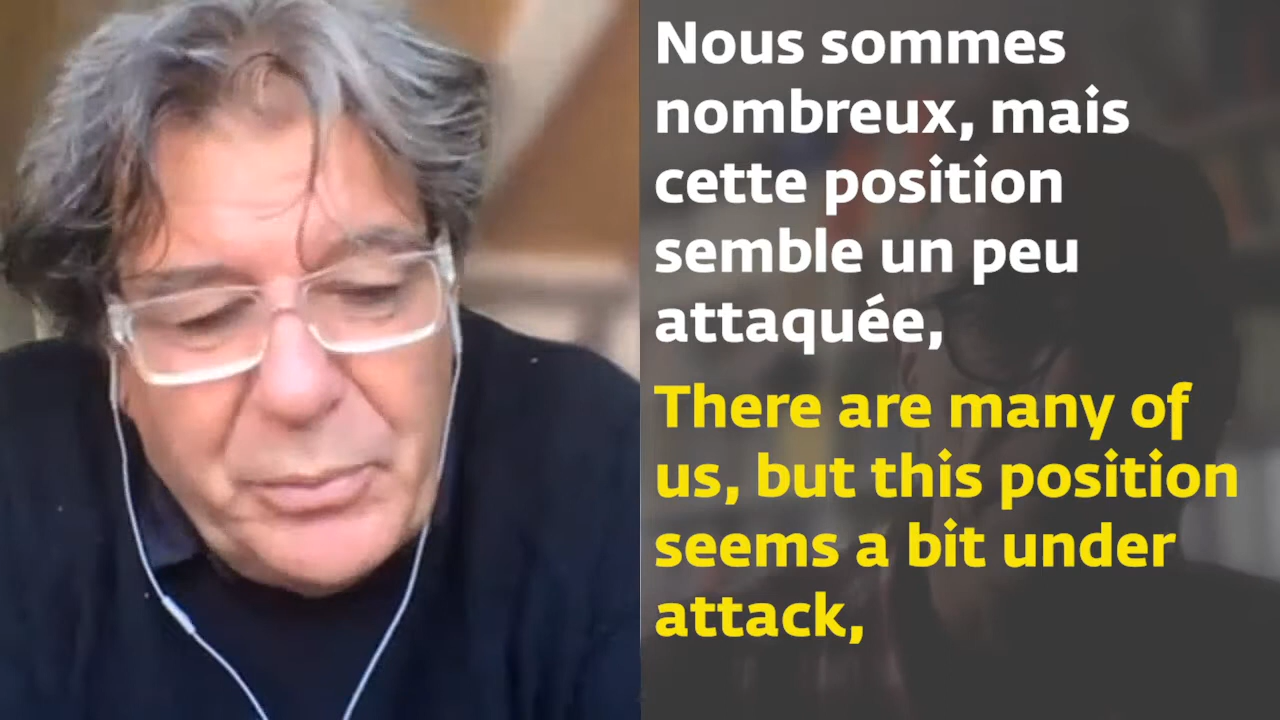 Nous sommes
nombreux, mais
cette position
semble un peu
attaquée,
There are many of
us, but this position
seems a bit under
attack,